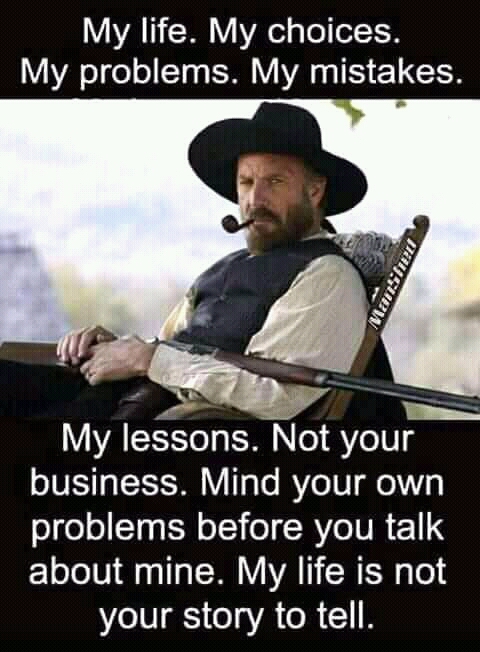 My life. My choices.
My problems. My mistakes.
ManShed
My lessons. Not your
business. Mind your own
problems before you talk
about mine. My life is not
your story to tell.